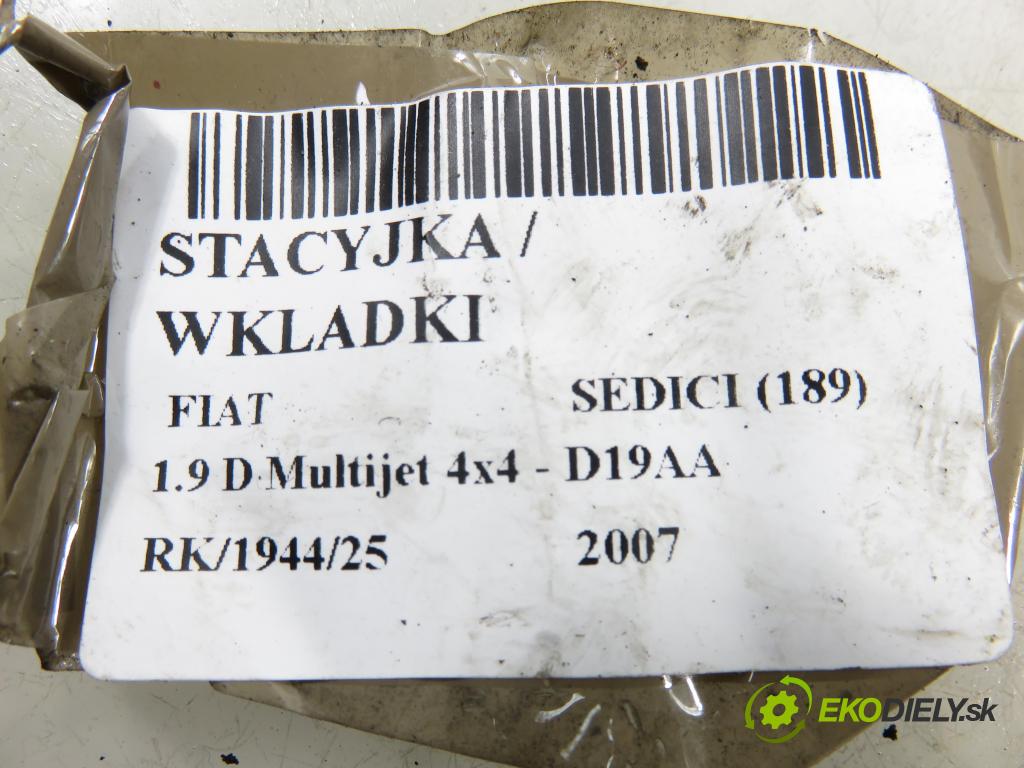 STACYJKA /
WKLADKI
FIAT SEDICI (189)
1.9 D Multijet 4x4 - D19AA
RK/1944/25 2007
EKODIELY.sk